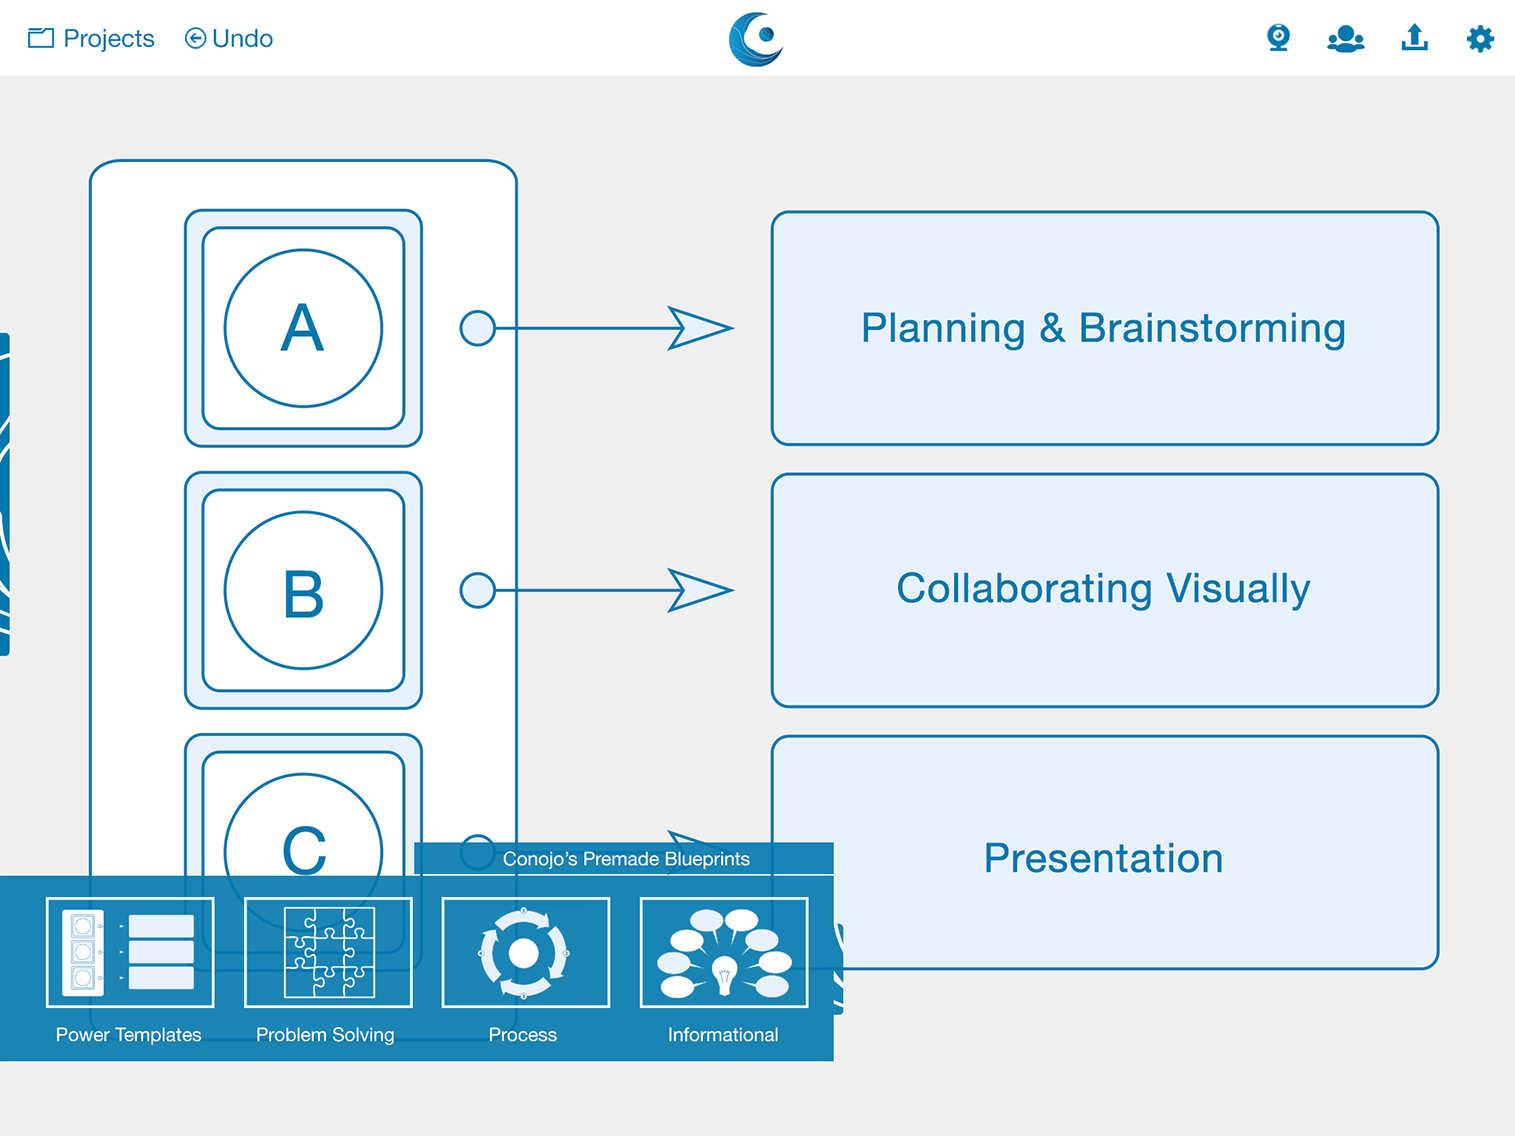 Projects
Undo
A
Planning & Brainstorming
B
Collaborating Visually
C
Presentation
Conojo’s Premade Blueprints
Power Templates
Problem Solving
Process
Informational